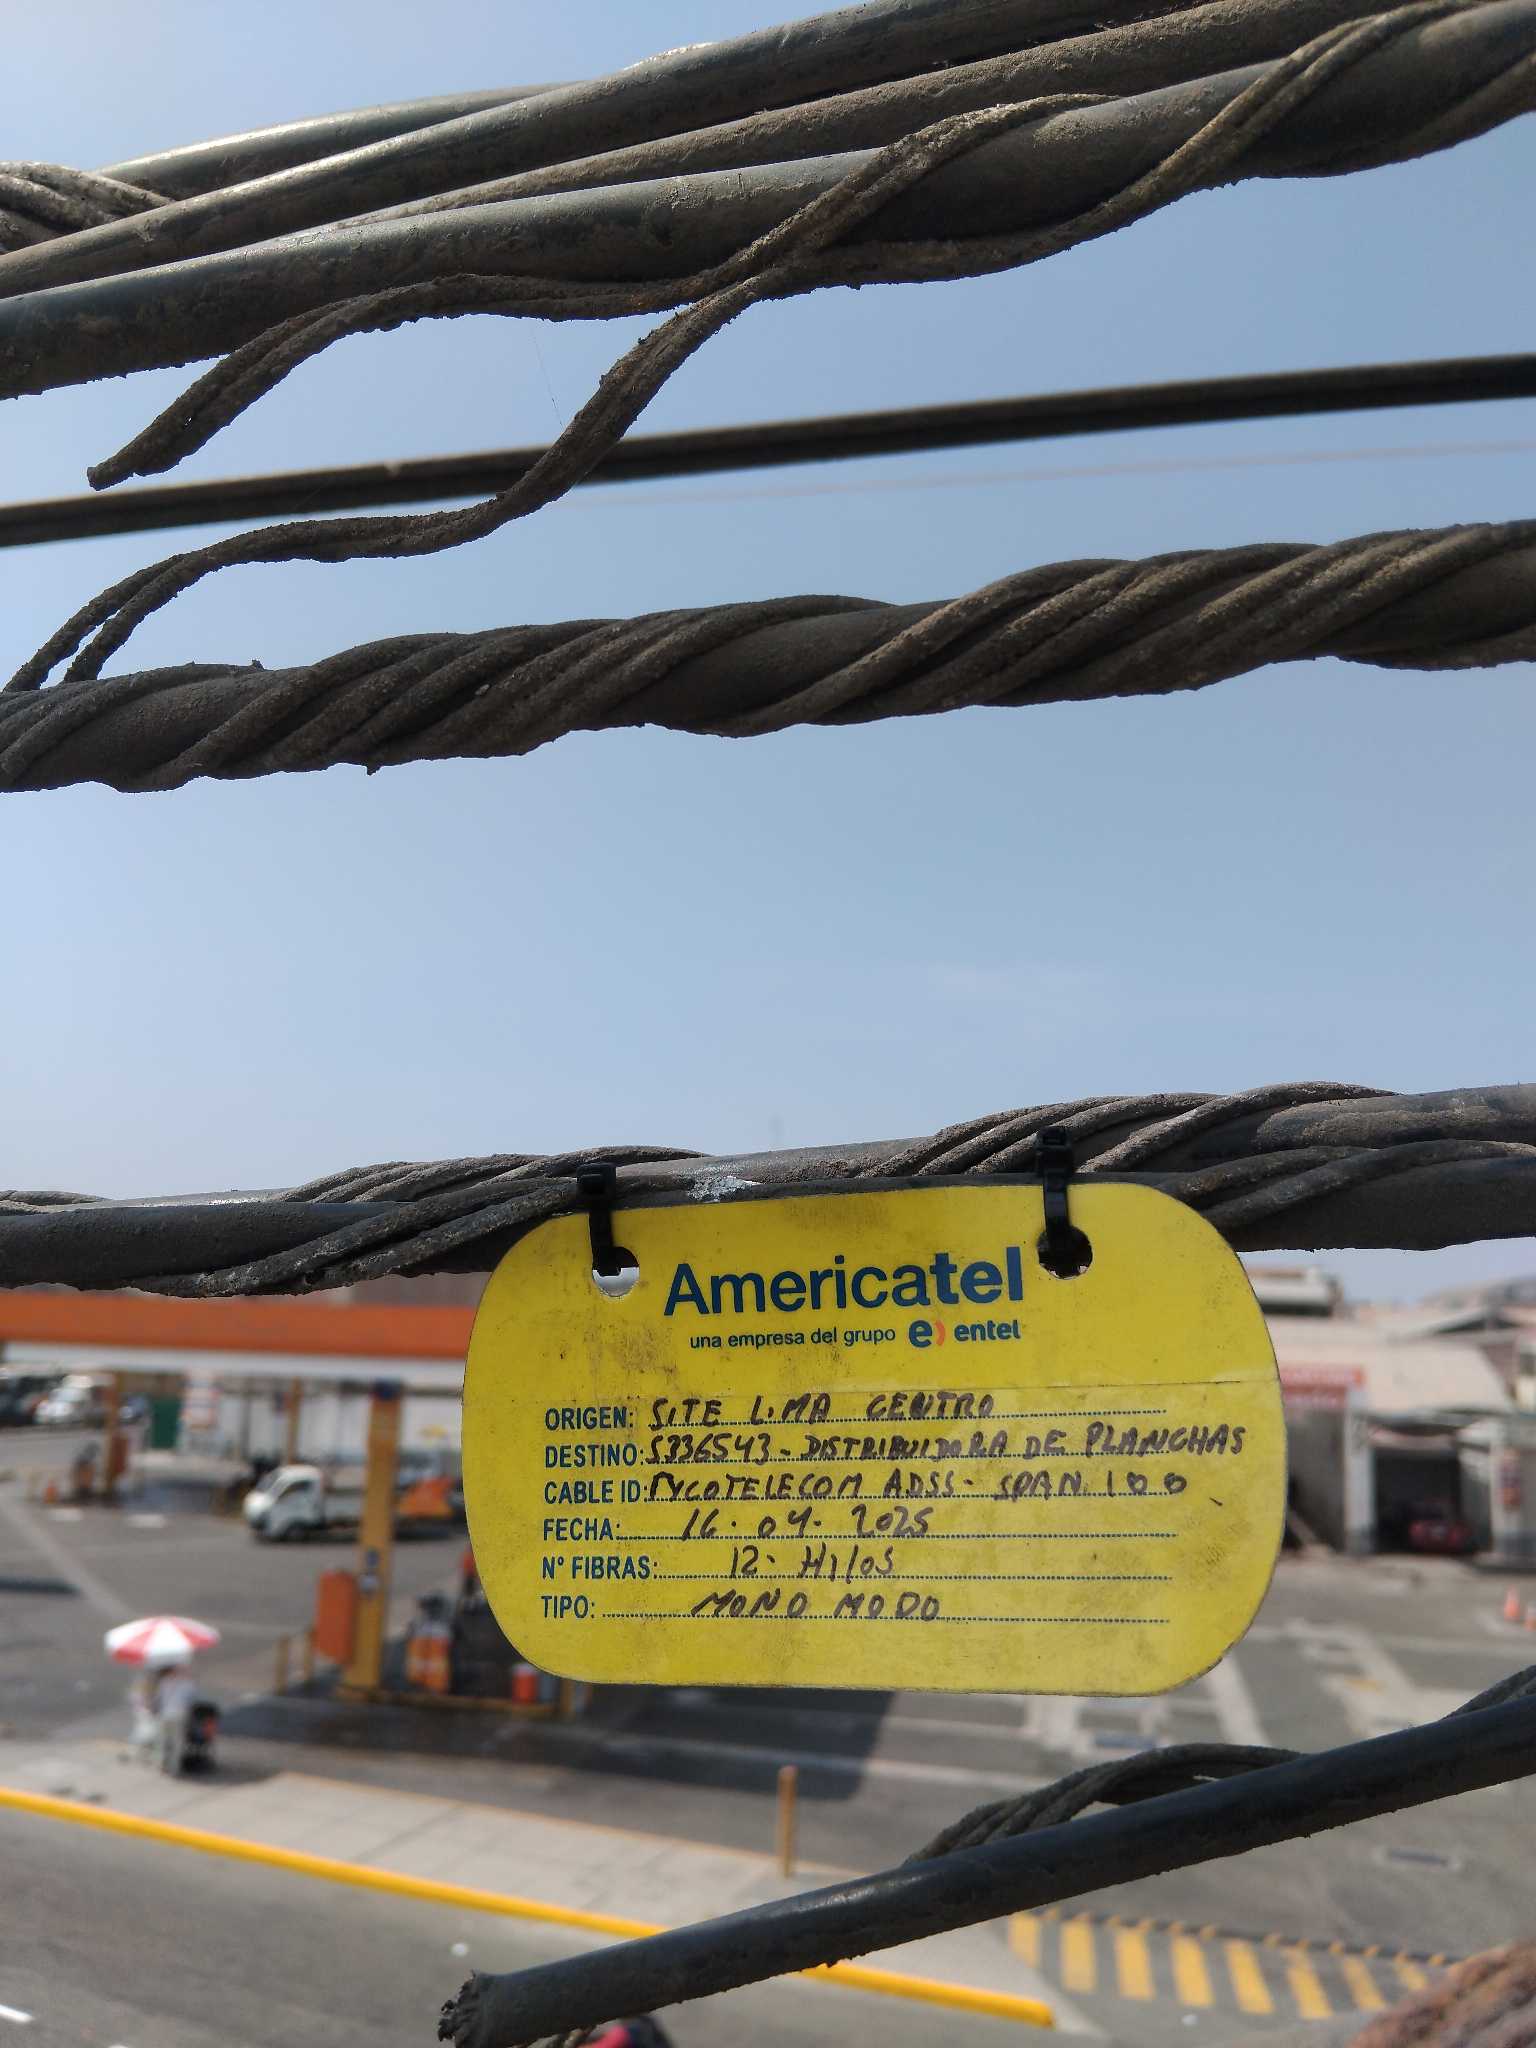 Americatel
una empresa del grupo e) entel
ORIGEN: SITE LIMA CENTRO
DESTINO: S336543 - DISTRIBUIDORA DE PLANCHAS
CABLE ID: TYCOTELECOM ADSS - SPAN. 100
FECHA: 16. 04. 2025
Nº FIBRAS: 12. Hilos
TIPO: MONO MODO